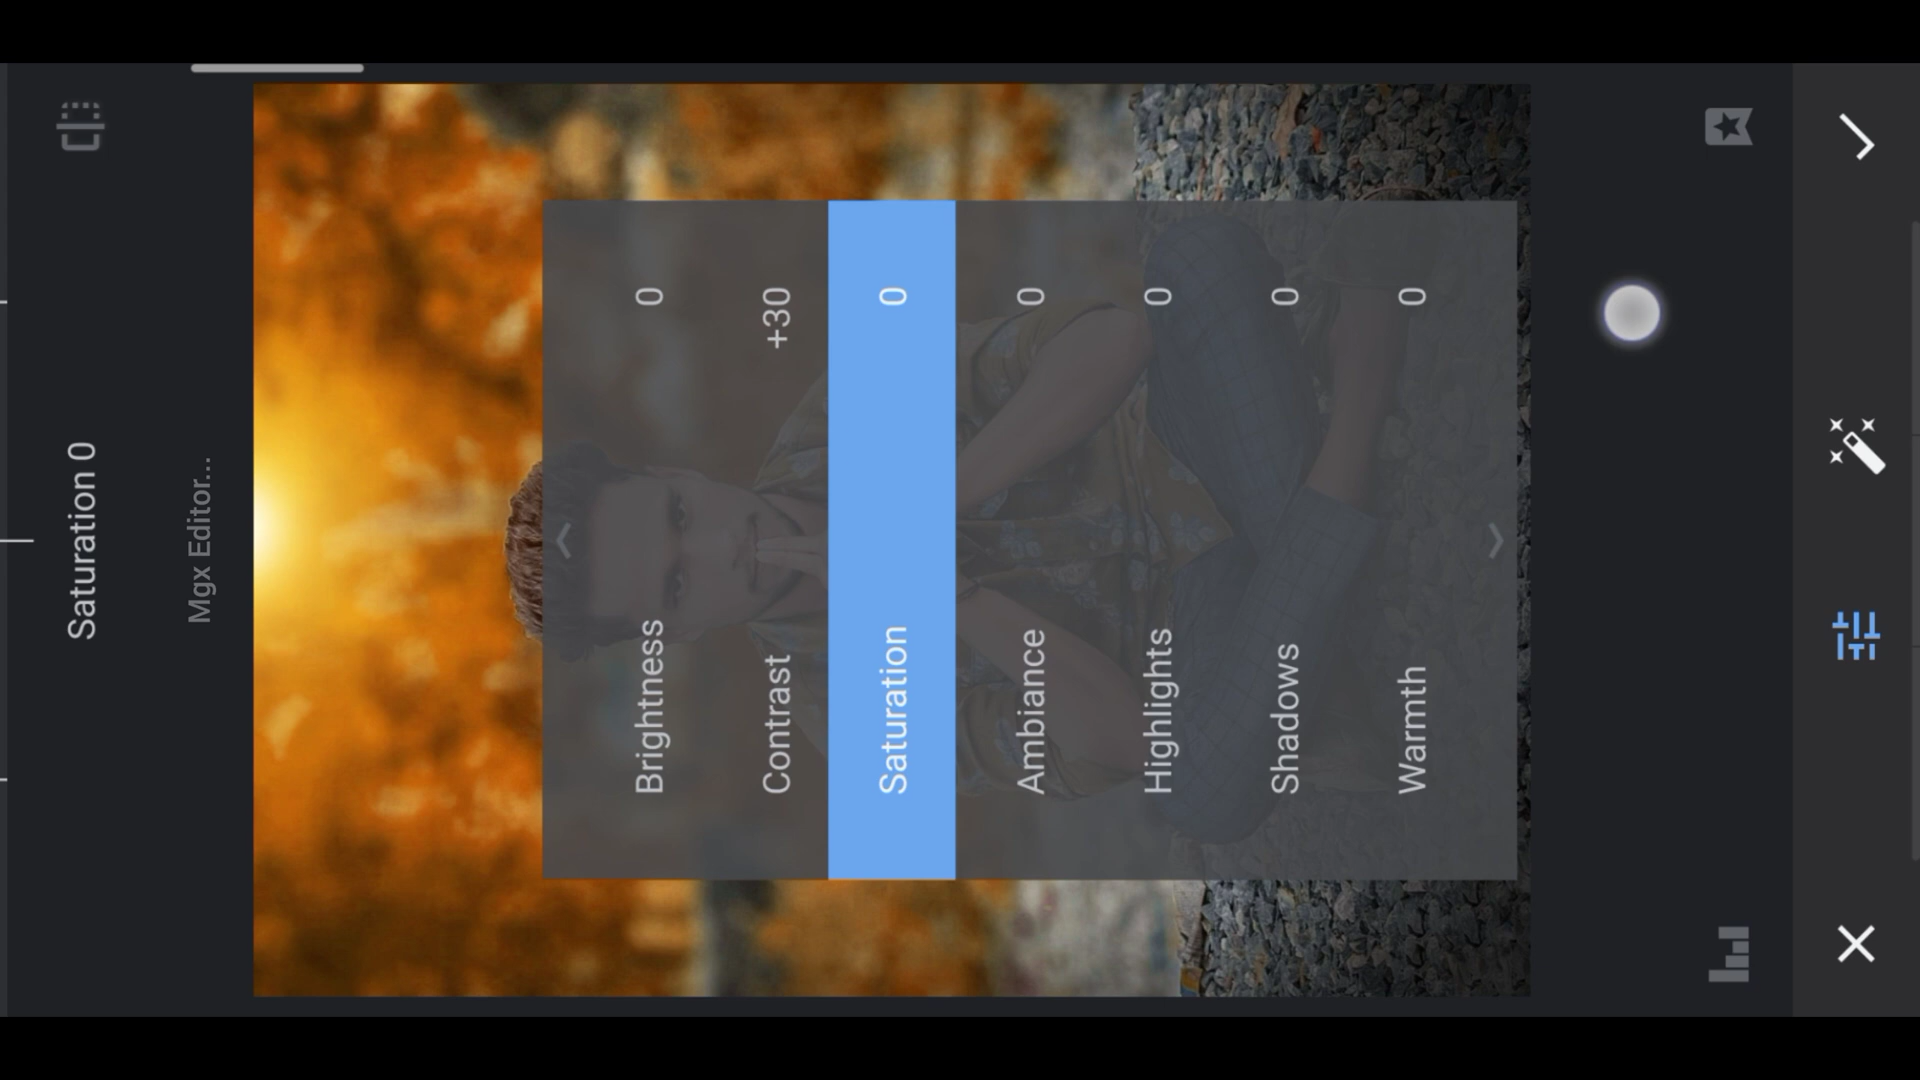 Saturation 0
Mgx Editor...
Brightness 0
Contrast +30
Saturation 0
Ambiance 0
Highlights 0
Shadows 0
Warmth 0